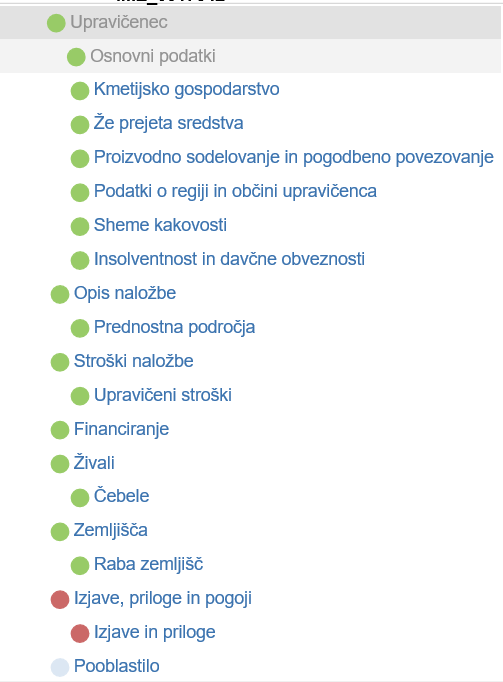 Upravičenec
Osnovni podatki
Kmetijsko gospodarstvo
Že prejeta sredstva
Proizvodno sodelovanje in pogodbeno povezovanje
Podatki o regiji in občini upravičenca
Sheme kakovosti
Insolventnost in davčne obveznosti
Opis naložbe
Prednostna področja
Stroški naložbe
Upravičeni stroški
Financiranje
Živali
Čebele
Zemljišča
Raba zemljišč
Izjave, priloge in pogoji
Izjave in priloge
Pooblastilo